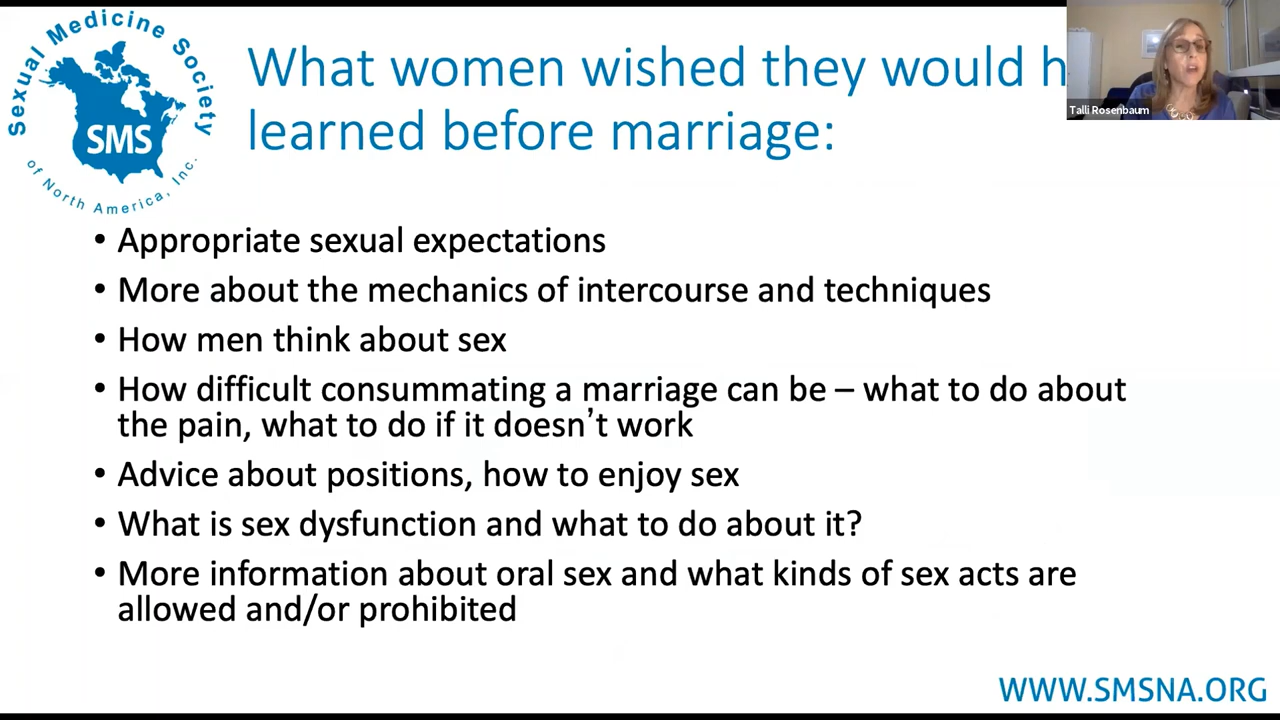 Sexual Medicine Society
SMS
of North America, Inc.
What women wished they would h
learned before marriage:
Talli Rosenbaum
• Appropriate sexual expectations
• More about the mechanics of intercourse and techniques
• How men think about sex
• How difficult consummating a marriage can be – what to do about
the pain, what to do if it doesn’t work
• Advice about positions, how to enjoy sex
• What is sex dysfunction and what to do about it?
• More information about oral sex and what kinds of sex acts are
allowed and/or prohibited
WWW.SMSNA.ORG